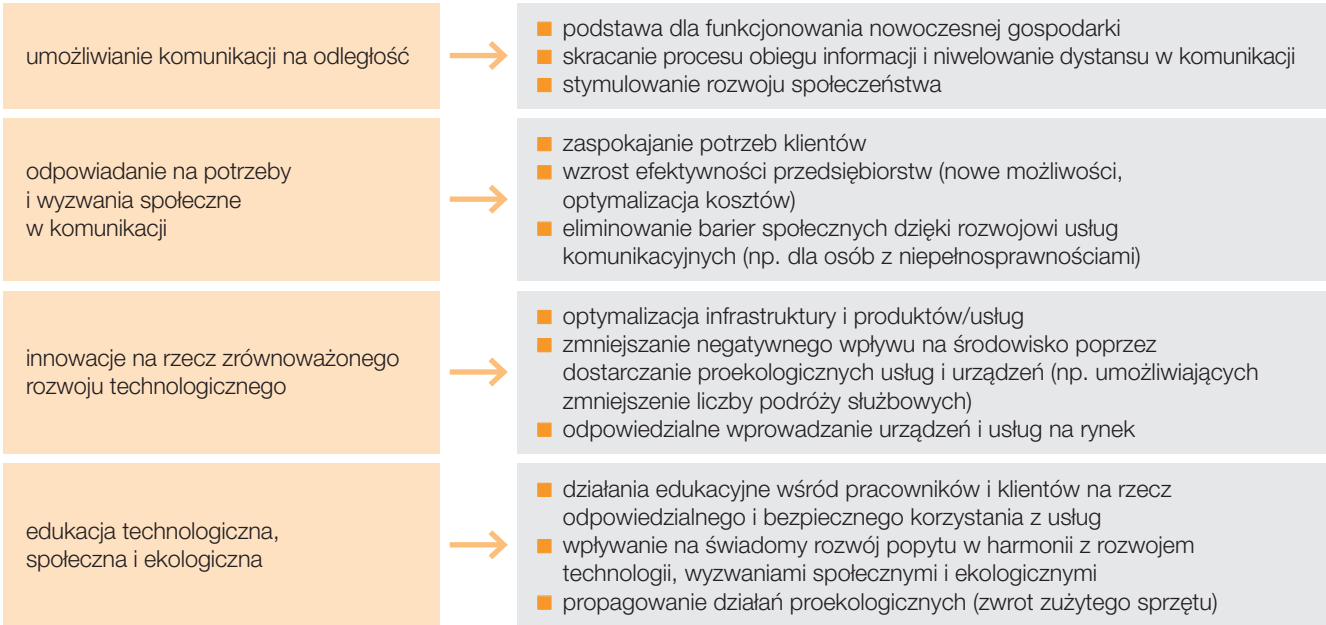 umożliwianie komunikacji na odległość
■ podstawa dla funkcjonowania nowoczesnej gospodarki
■ skracanie procesu obiegu informacji i niwelowanie dystansu w komunikacji
■ stymulowanie rozwoju społeczeństwa
odpowiadanie na potrzeby
i wyzwania społeczne
w komunikacji
■ zaspokajanie potrzeb klientów
■ wzrost efektywności przedsiębiorstw (nowe możliwości,
optymalizacja kosztów)
■ eliminowanie barier społecznych dzięki rozwojowi usług
komunikacyjnych (np. dla osób z niepełnosprawnościami)
innowacje na rzecz zrównoważonego
rozwoju technologicznego
■ optymalizacja infrastruktury i produktów/usług
■ zmniejszanie negatywnego wpływu na środowisko poprzez
dostarczanie proekologicznych usług i urządzeń (np. umożliwiających
zmniejszenie liczby podróży służbowych)
■ odpowiedzialne wprowadzanie urządzeń i usług na rynek
edukacja technologiczna,
społeczna i ekologiczna
■ działania edukacyjne wśród pracowników i klientów na rzecz
odpowiedzialnego i bezpiecznego korzystania z usług
■ wpływanie na świadomy rozwój popytu w harmonii z rozwojem
technologii, wyzwaniami społecznymi i ekologicznymi
■ propagowanie działań proekologicznych (zwrot zużytego sprzętu)